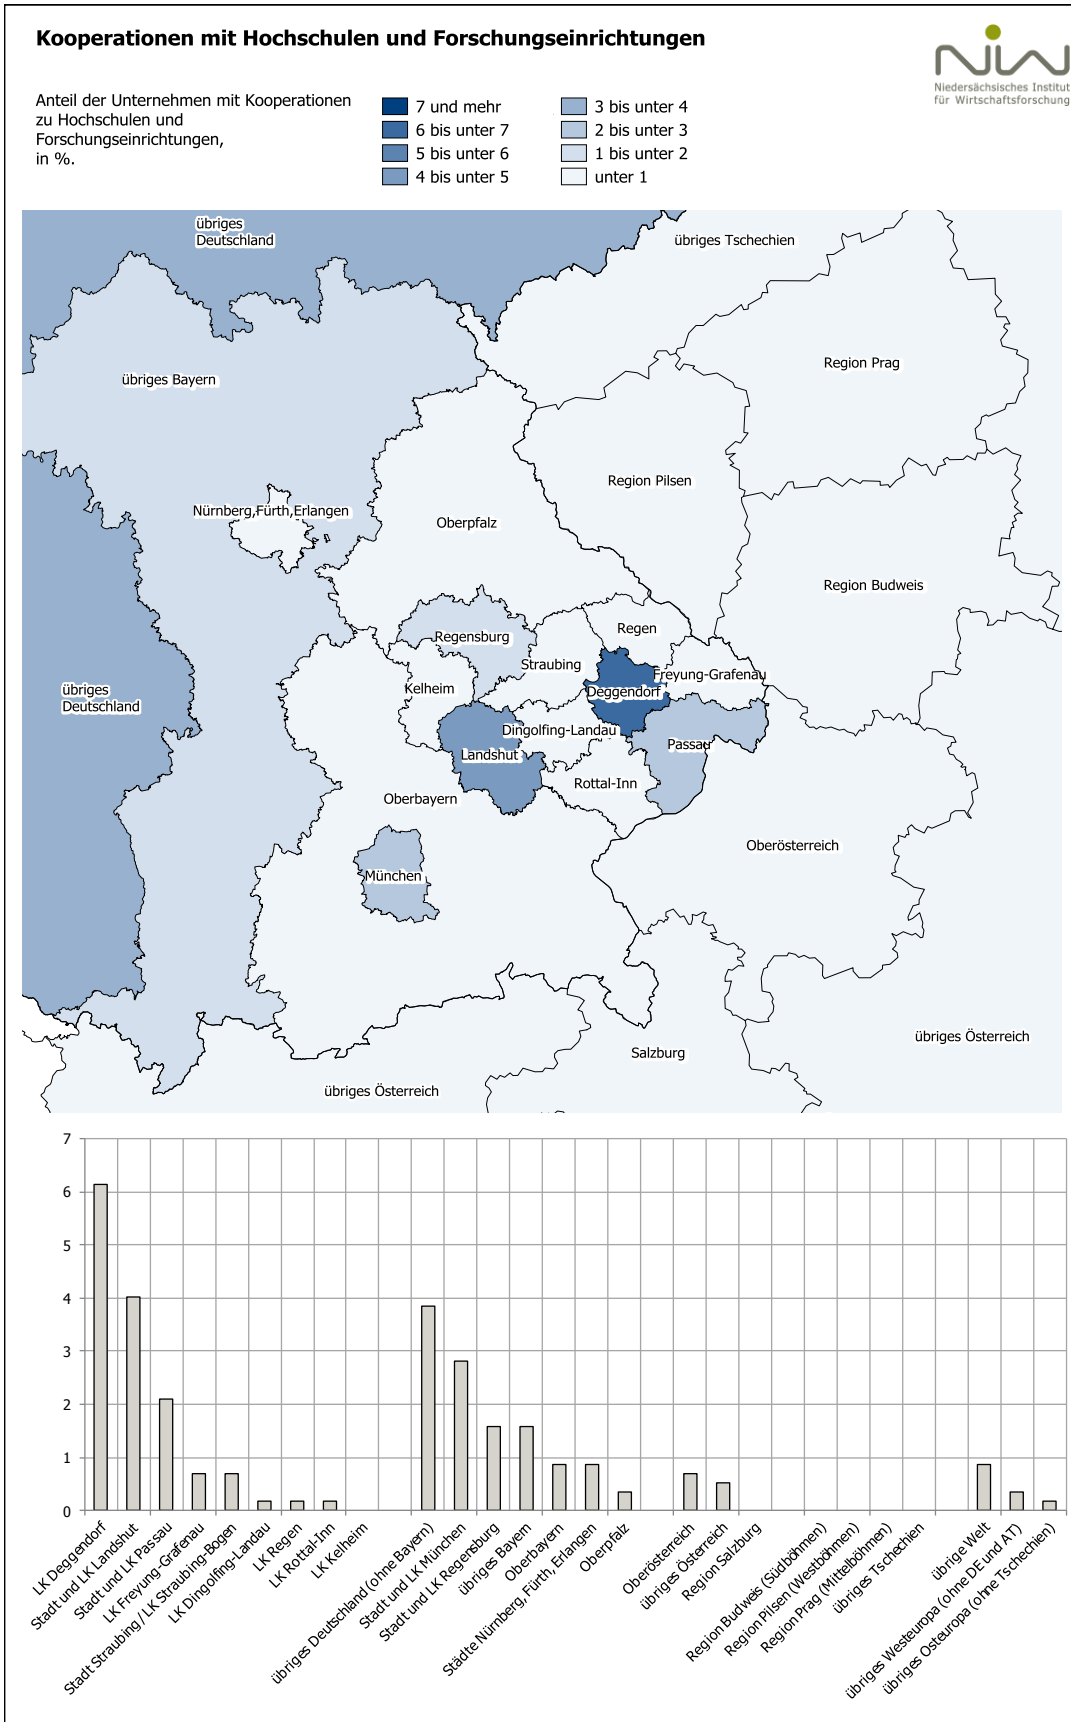 Kooperationen mit Hochschulen und Forschungseinrichtungen
NIW
Niedersächsisches Institut
für Wirtschaftsforschung
Anteil der Unternehmen mit Kooperationen
zu Hochschulen und
Forschungseinrichtungen,
in %.
7 und mehr
6 bis unter 7
5 bis unter 6
4 bis unter 5
3 bis unter 4
2 bis unter 3
1 bis unter 2
unter 1
übriges
Deutschland
übriges Tschechien
Region Prag
übriges Bayern
Region Pilsen
Nürnberg,Fürth,Erlangen
Oberpfalz
Region Budweis
Regen
Regensburg
Straubing
Freyung-Grafenau
Kelheim
Deggendorf
übriges
Deutschland
Dingolfing-Landau
Passau
Landshut
Rottal-Inn
Oberbayern
Oberösterreich
München
übriges Österreich
Salzburg
übriges Österreich
7
6
5
4
3
2
1
0
LK Deggendorf
Stadt und LK Landshut
Stadt und LK Passau
LK Freyung-Grafenau
Stadt Straubing / LK Straubing-Bogen
LK Dingolfing-Landau
LK Regen
LK Rottal-Inn
LK Kelheim
übriges Deutschland (ohne Bayern)
Stadt und LK München
Stadt und LK Regensburg
übriges Bayern
Oberbayern
Städte Nürnberg, Fürth, Erlangen
Oberpfalz
Oberösterreich
übriges Österreich
Region Salzburg
Region Budweis (Südböhmen)
Region Pilsen (Westböhmen)
Region Prag (Mittelböhmen)
übriges Tschechien
übrige Welt
übriges Westeuropa (ohne DE und AT)
übriges Osteuropa (ohne Tschechien)